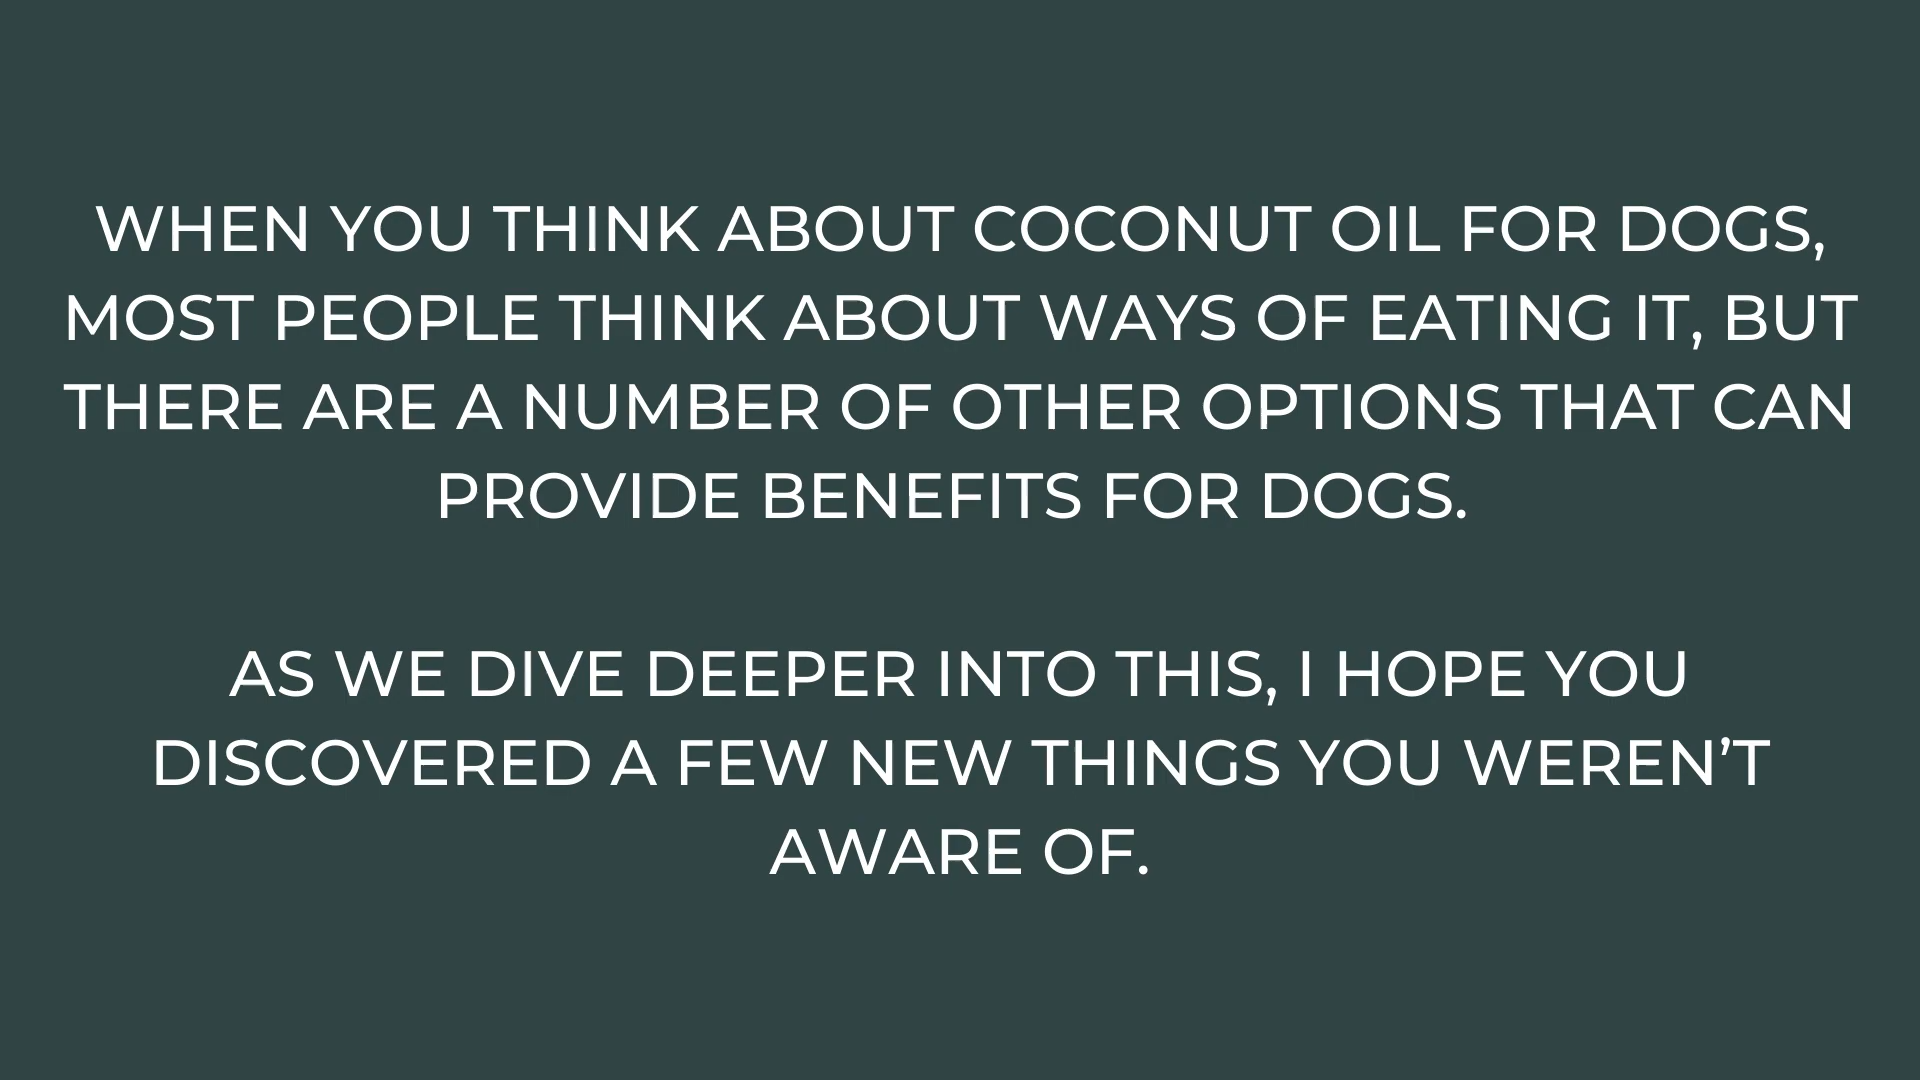 WHEN YOU THINK ABOUT COCONUT OIL FOR DOGS,
MOST PEOPLE THINK ABOUT WAYS OF EATING IT, BUT
THERE ARE A NUMBER OF OTHER OPTIONS THAT CAN
PROVIDE BENEFITS FOR DOGS.
AS WE DIVE DEEPER INTO THIS, I HOPE YOU
DISCOVERED A FEW NEW THINGS YOU WEREN’T
AWARE OF.